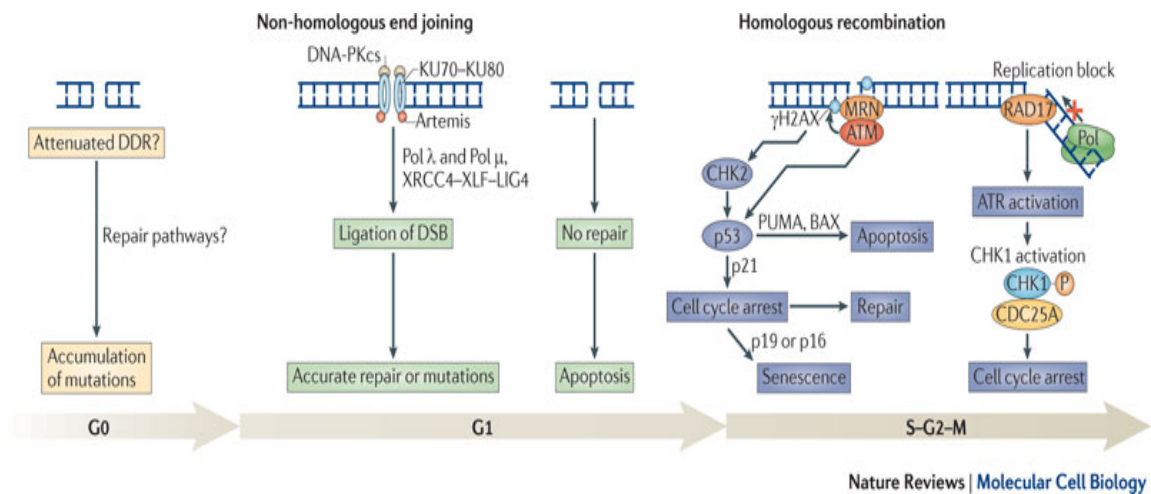 Non-homologous end joining
Homologous recombination
DNA-PKcs
KU70–KU80
Artemis
Attenuated DDR?
Repair pathways?
Accumulation
of mutations
Pol λ and Pol μ,
XRCC4–XLF–LIG4
Ligation of DSB
Accurate repair or mutations
No repair
Apoptosis
γH2AX
MRN
ATM
CHK2
p53
PUMA, BAX
Apoptosis
p21
Cell cycle arrest
Repair
p19 or p16
Senescence
Replication block
RAD17
Pol
ATR activation
CHK1 activation
CHK1
P
CDC25A
Cell cycle arrest
G0
G1
S–G2–M
Nature Reviews | Molecular Cell Biology